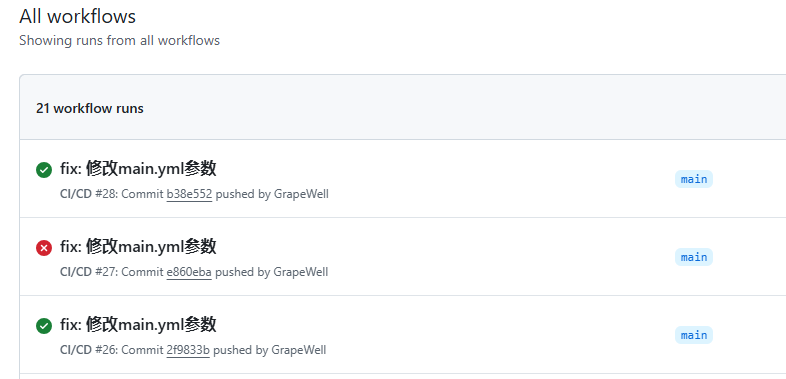 All workflows
Showing runs from all workflows
21 workflow runs
fix: 修改main.yml参数
CI/CD #28: Commit b38e552 pushed by GrapeWell
main
fix: 修改main.yml参数
CI/CD #27: Commit e860eba pushed by GrapeWell
main
fix: 修改main.yml参数
CI/CD #26: Commit 2f9833b pushed by GrapeWell
main